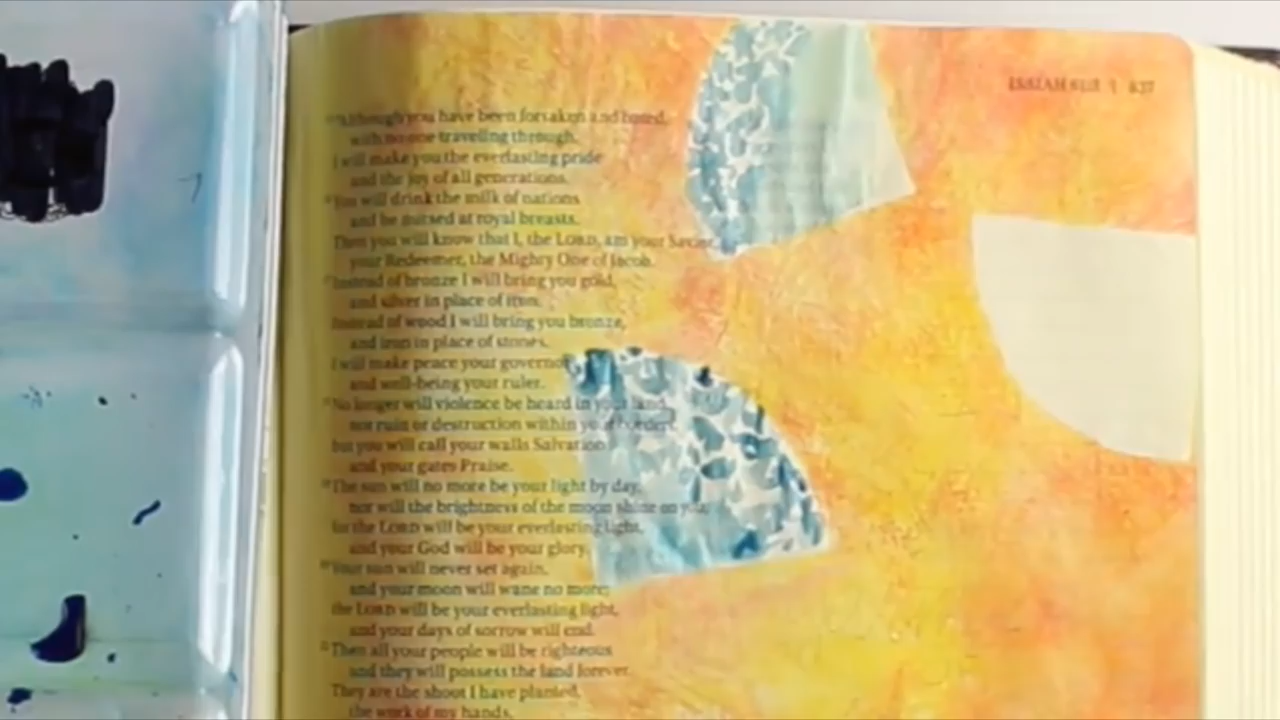 ISAIAH 61:1 | 837
"Although you have been forsaken and hated,
with no one traveling through,
I will make you the everlasting pride
and the joy of all generations.
You will drink the milk of nations
and be nursed at royal breasts.
Then you will know that I, the LORD, am your Savior,
your Redeemer, the Mighty One of Jacob.
Instead of bronze I will bring you gold,
and silver in place of iron.
Instead of wood I will bring you bronze,
and iron in place of stones.
I will make peace your governor
and well-being your ruler.
No longer will violence be heard in your land,
nor ruin or destruction within your borders,
but you will call your walls Salvation
and your gates Praise.
The sun will no more be your light by day,
nor will the brightness of the moon shine on you,
for the LORD will be your everlasting light,
and your God will be your glory.
Your sun will never set again,
and your moon will wane no more;
the LORD will be your everlasting light,
and your days of sorrow will end.
Then all your people will be righteous
and they will possess the land forever.
They are the shoot I have planted,
the work of my hands,